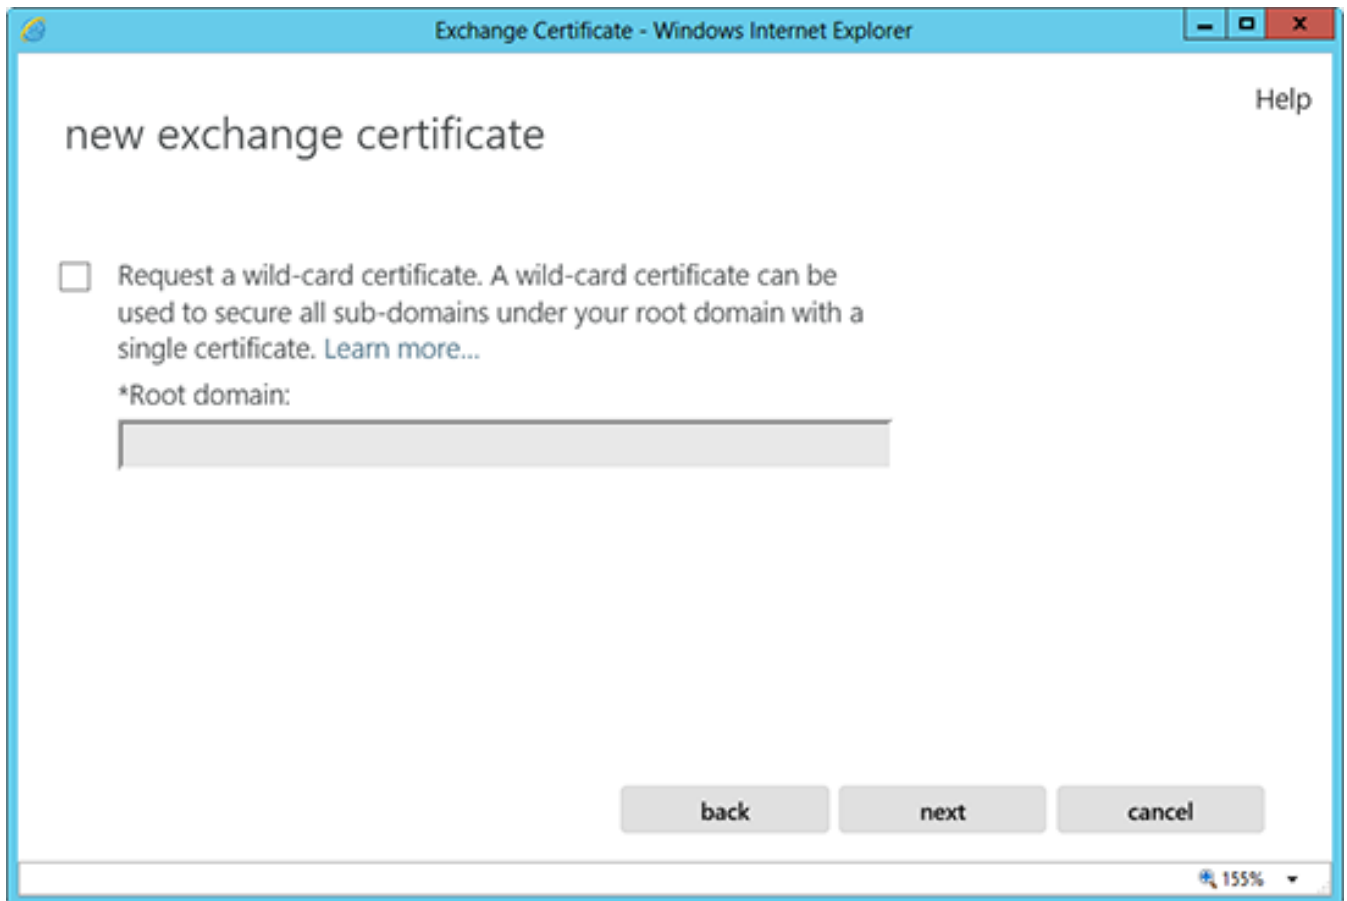 Exchange Certificate - Windows Internet Explorer
Help
new exchange certificate
Request a wild-card certificate. A wild-card certificate can be
used to secure all sub-domains under your root domain with a
single certificate. Learn more...
*Root domain:
back next cancel
155%